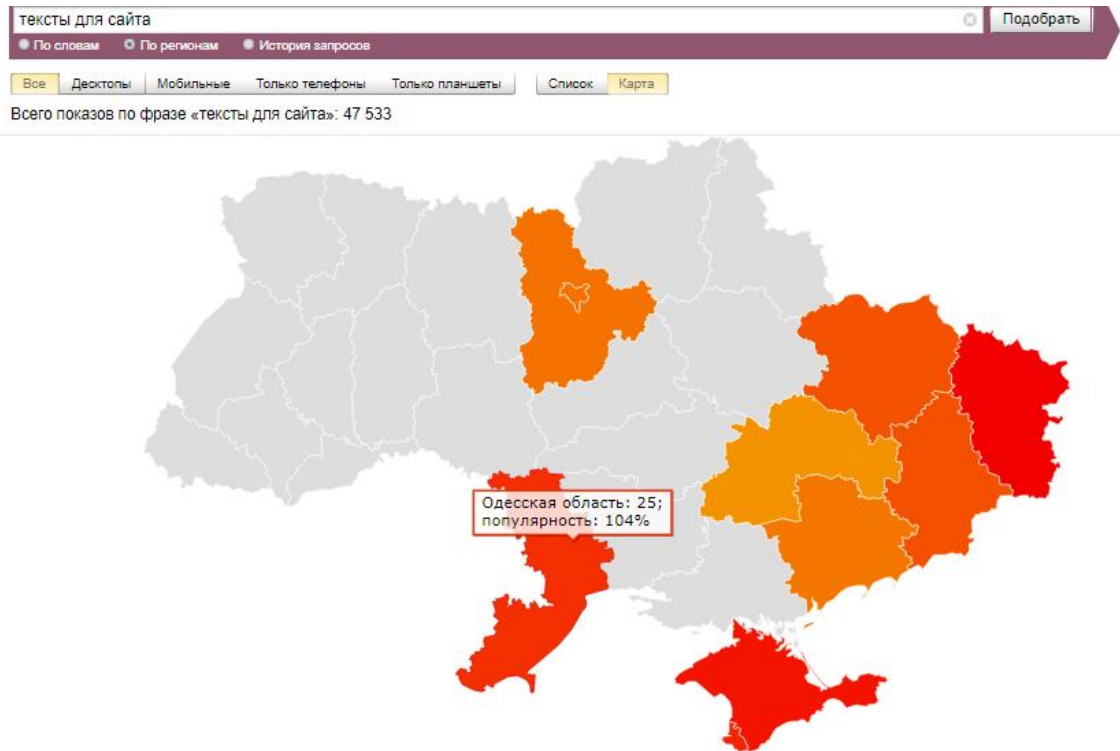 тексты для сайта
Подобрать
По словам По регионам История запросов
Все Десктопы Мобильные Только телефоны Только планшеты Список Карта
Всего показов по фразе «тексты для сайта»: 47 533
Одесская область: 25;
популярность: 104%